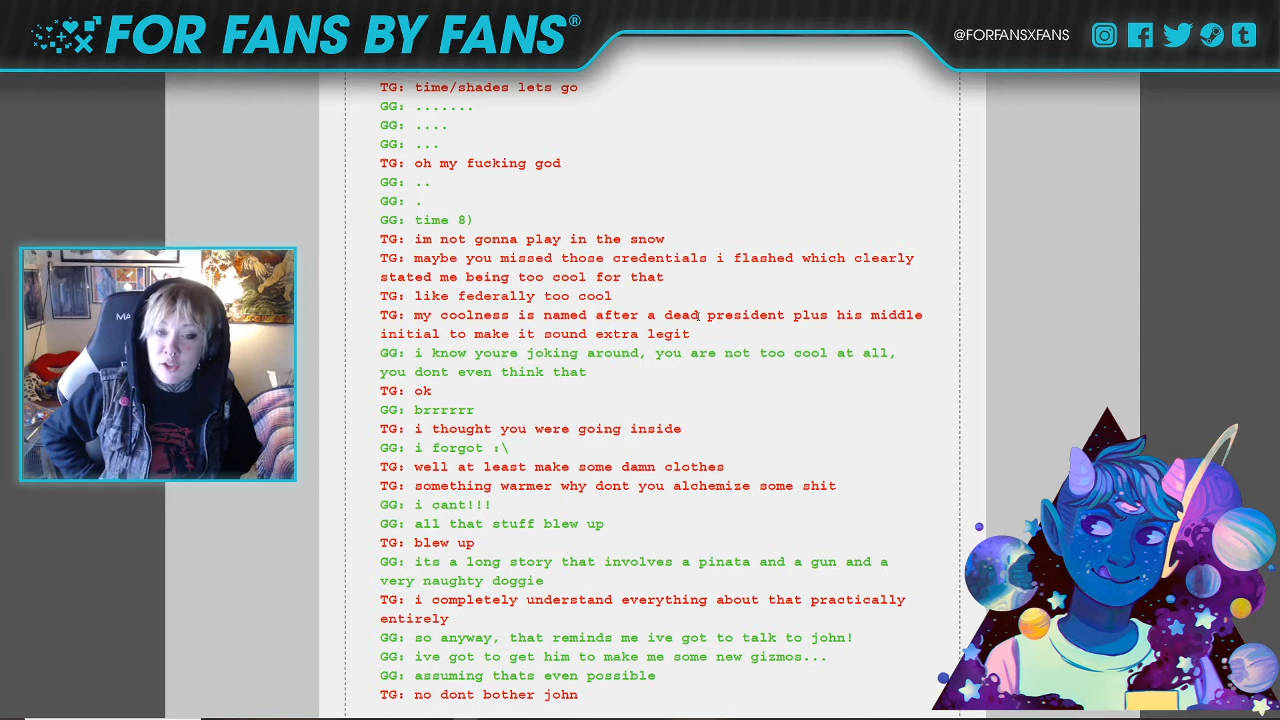 FOR FANS BY FANS®
@FORFANSXFANS
TG: time/shades lets go
GG: .......
GG: ....
GG: ...
TG: oh my fucking god
GG: ..
GG: .
GG: time 8)
TG: im not gonna play in the snow
TG: maybe you missed those credentials i flashed which clearly
stated me being too cool for that
TG: like federally too cool
TG: my coolness is named after a dead president plus his middle
initial to make it sound extra legit
GG: i know youre joking around, you are not too cool at all,
you dont even think that
TG: ok
GG: brrrrrr
TG: i thought you were going inside
GG: i forgot :\
TG: well at least make some damn clothes
TG: something warmer why dont you alchemize some shit
GG: i cant!!!
GG: all that stuff blew up
TG: blew up
GG: its a long story that involves a pinata and a gun and a
very naughty doggie
TG: i completely understand everything about that practically
entirely
GG: so anyway, that reminds me ive got to talk to john!
GG: ive got to get him to make me some new gizmos...
GG: assuming thats even possible
TG: no dont bother john